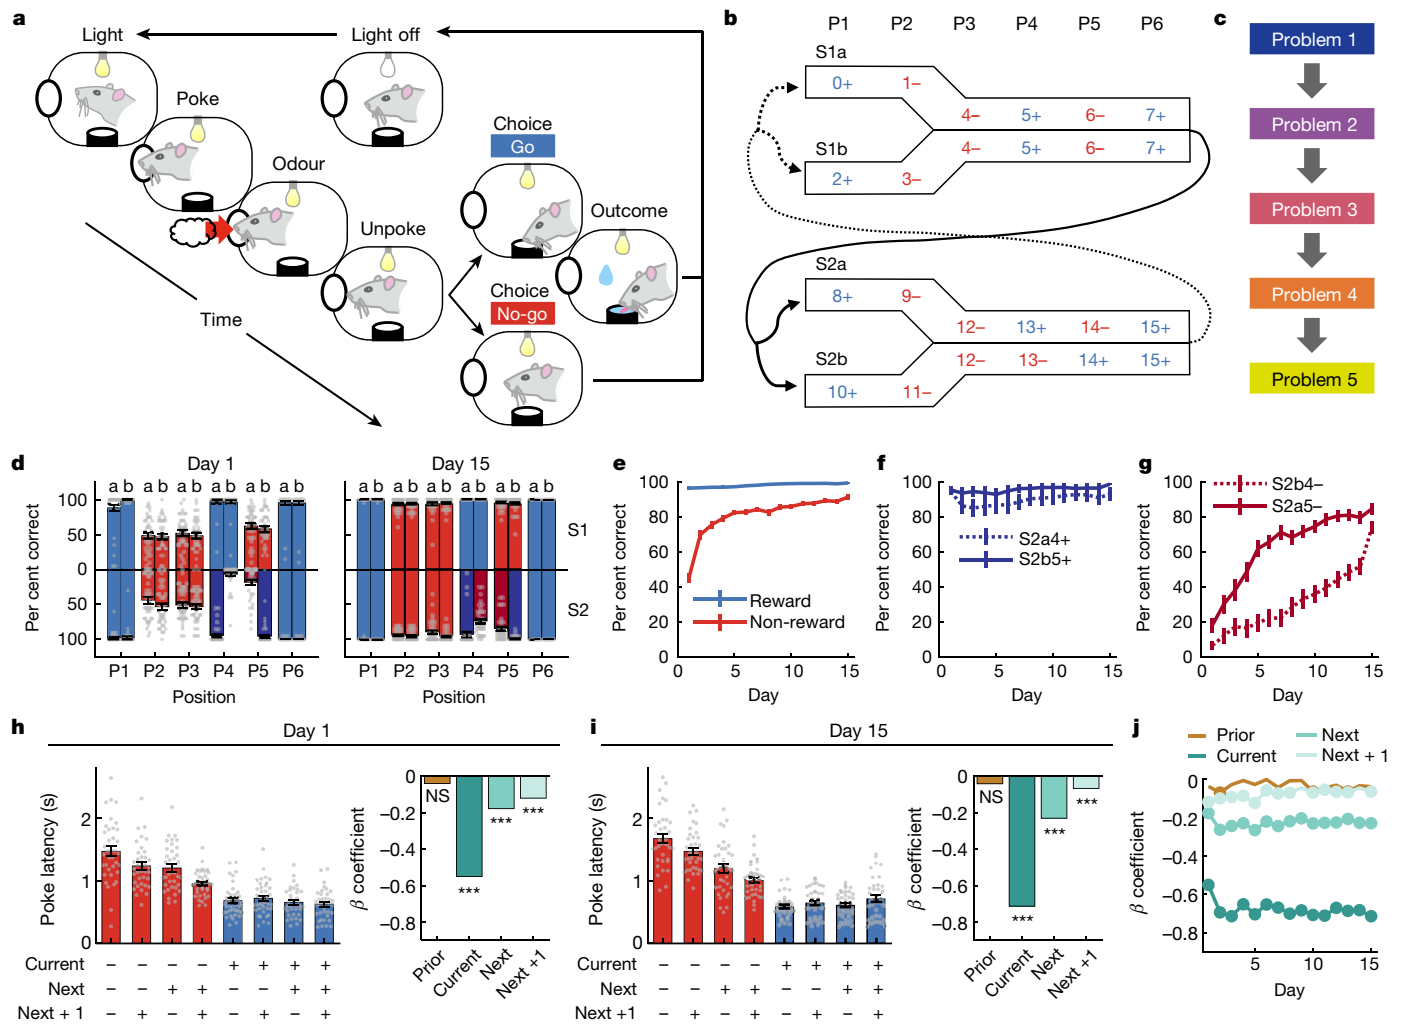 a
Light
Light off
Poke
Odour
Unpoke
Choice
Go
Choice
No-go
Outcome
Time
b
P1 P2 P3 P4 P5 P6
S1a
0+ 1–
4– 5+ 6– 7+
4– 5+ 6– 7+
S1b
2+ 3–
S2a
8+ 9–
12– 13+ 14– 15+
12– 13– 14+ 15+
S2b
10+ 11–
c
Problem 1
Problem 2
Problem 3
Problem 4
Problem 5
d
Day 1
Day 15
a b a b a b a b a b a b
a b a b a b a b a b a b
Per cent correct
100
50
0
50
100
S1
S2
P1 P2 P3 P4 P5 P6
P1 P2 P3 P4 P5 P6
Position
Position
e
Per cent correct
100
80
60
40
20
0
Reward
Non-reward
0 5 10 15
Day
f
Per cent correct
100
80
60
40
20
0
S2a4+
S2b5+
0 5 10 15
Day
g
Per cent correct
100
80
60
40
20
0
S2b4–
S2a5–
0 5 10 15
Day
h
Day 1
Poke latency (s)
2
1
0
Current – – – – + + + +
Next – – + + – – + +
Next + 1 – + – + – + – +
β coefficient
0
–0.2
–0.4
–0.6
–0.8
NS
***
***
***
Prior
Current
Next
Next +1
i
Day 15
Poke latency (s)
2
1
0
Current – – – – + + + +
Next – – + + – – + +
Next +1 – + – + – + – +
β coefficient
0
–0.2
–0.4
–0.6
–0.8
NS
***
***
***
Prior
Current
Next
Next +1
j
Prior
Current
Next
Next + 1
β coefficient
0
–0.2
–0.4
–0.6
–0.8
5 10 15
Day